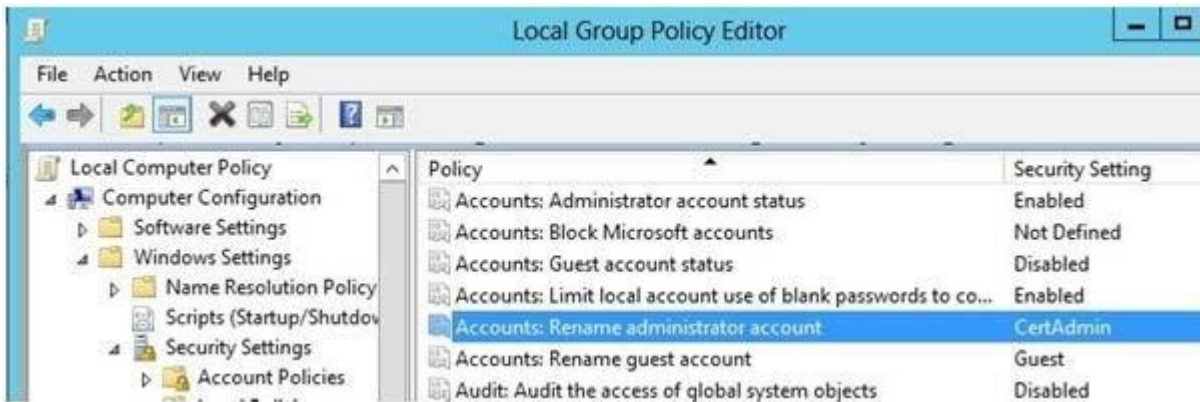 Local Group Policy Editor
File Action View Help
Local Computer Policy
Computer Configuration
Software Settings
Windows Settings
Name Resolution Policy
Scripts (Startup/Shutdov
Security Settings
Account Policies
Policy Security Setting
Accounts: Administrator account status Enabled
Accounts: Block Microsoft accounts Not Defined
Accounts: Guest account status Disabled
Accounts: Limit local account use of blank passwords to co... Enabled
Accounts: Rename administrator account CertAdmin
Accounts: Rename guest account Guest
Audit: Audit the access of global system objects Disabled